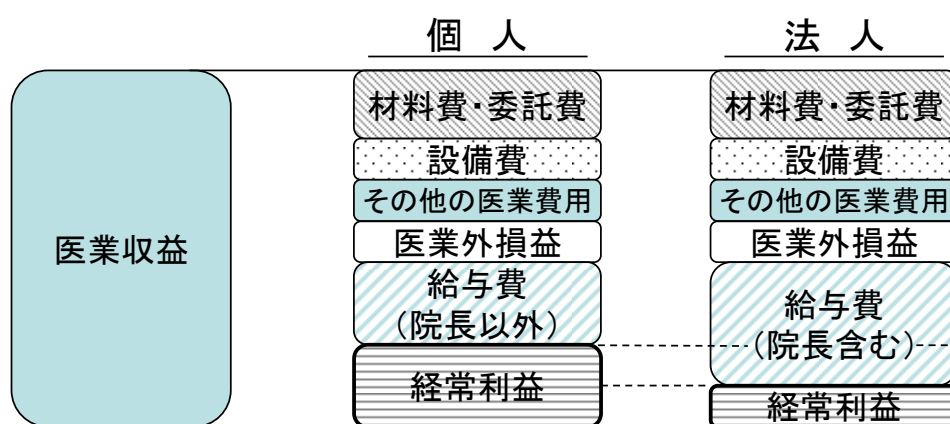 個 人
法 人
医業収益
材料費・委託費
設備費
その他の医業費用
医業外損益
給与費
（院長以外）
経常利益
材料費・委託費
設備費
その他の医業費用
医業外損益
給与費
（院長含む）
経常利益